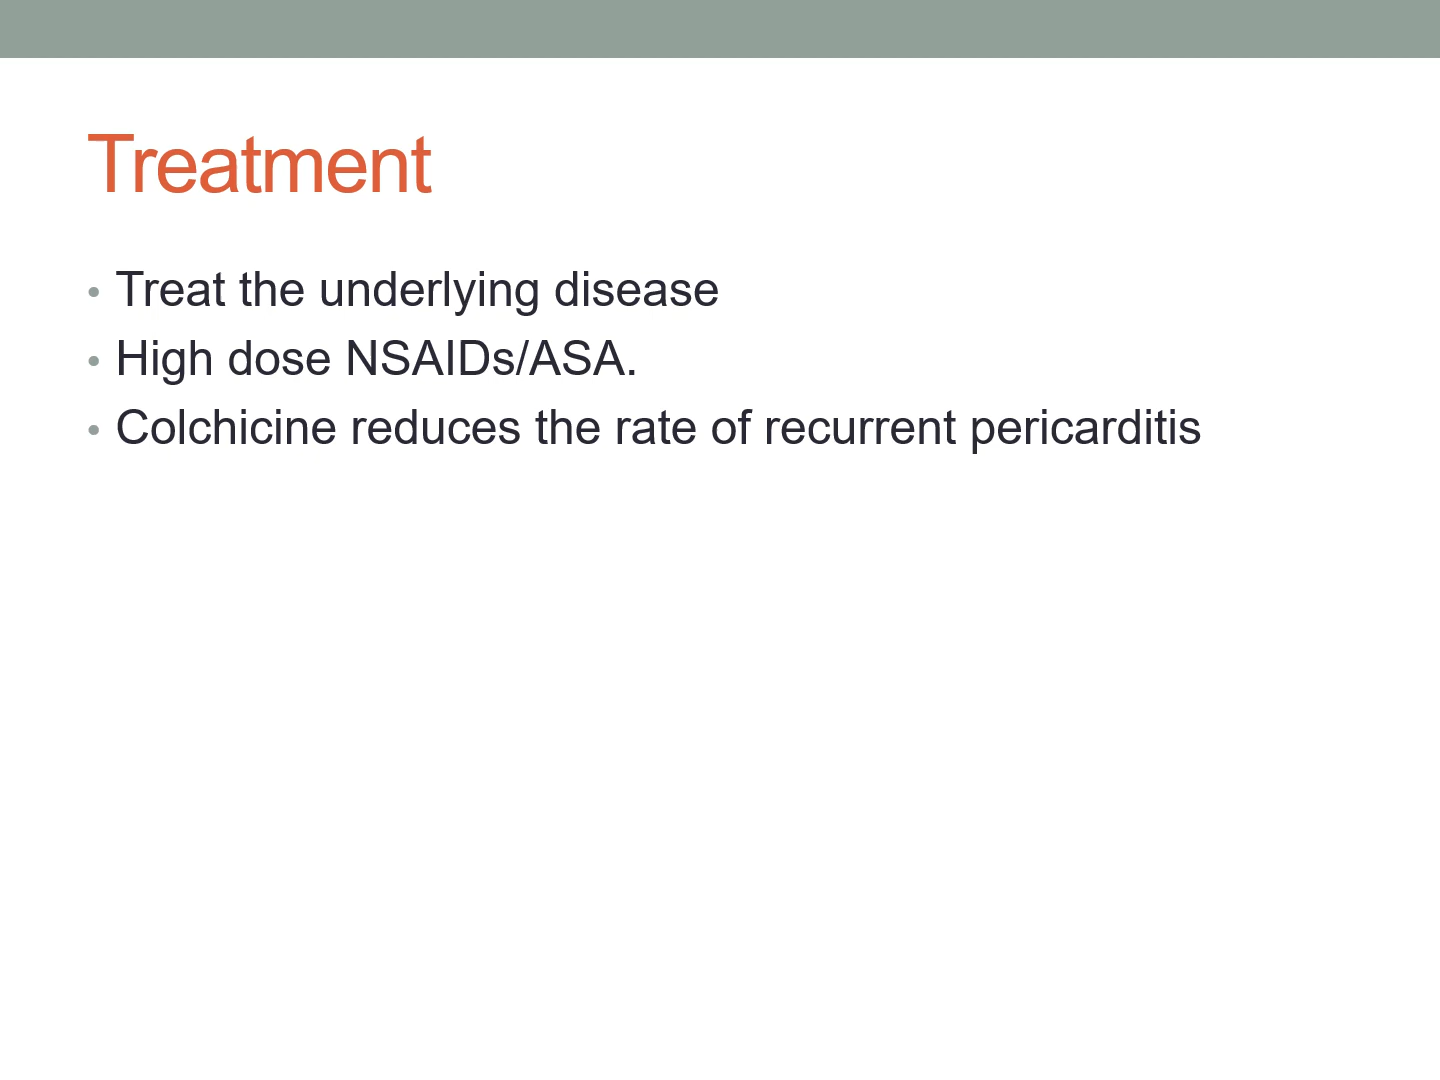 Treatment
• Treat the underlying disease
• High dose NSAIDs/ASA.
• Colchicine reduces the rate of recurrent pericarditis